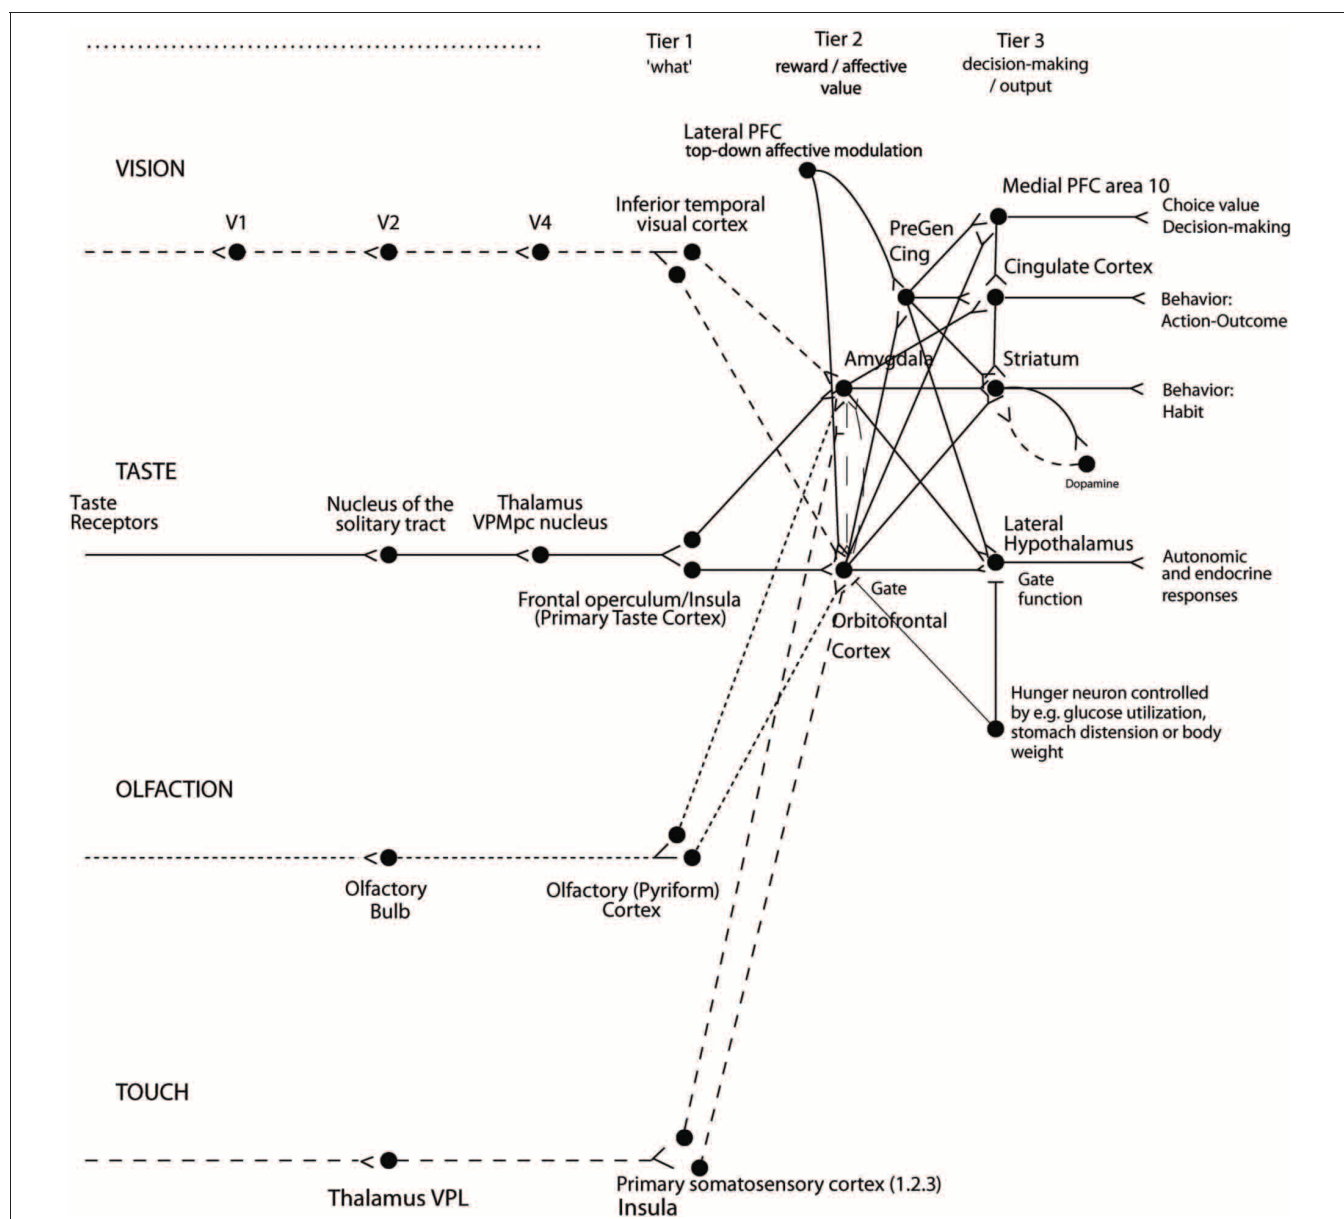 Tier 1
'what'
Tier 2
reward / affective
value
Tier 3
decision-making
/ output
Lateral PFC
top-down affective modulation
VISION
V1
V2
V4
Inferior temporal
visual cortex
PreGen
Cing
Medial PFC area 10
Choice value
Decision-making
Cingulate Cortex
Behavior:
Action-Outcome
Amygdala
Striatum
Behavior:
Habit
Dopamine
TASTE
Taste
Receptors
Nucleus of the
solitary tract
Thalamus
VPMpc nucleus
Frontal operculum/Insula
(Primary Taste Cortex)
Gate
Orbitofrontal
Cortex
Lateral
Hypothalamus
Gate
function
Autonomic
and endocrine
responses
Hunger neuron controlled
by e.g. glucose utilization,
stomach distension or body
weight
OLFACTION
Olfactory
Bulb
Olfactory (Pyriform)
Cortex
TOUCH
Thalamus VPL
Primary somatosensory cortex (1.2.3)
Insula